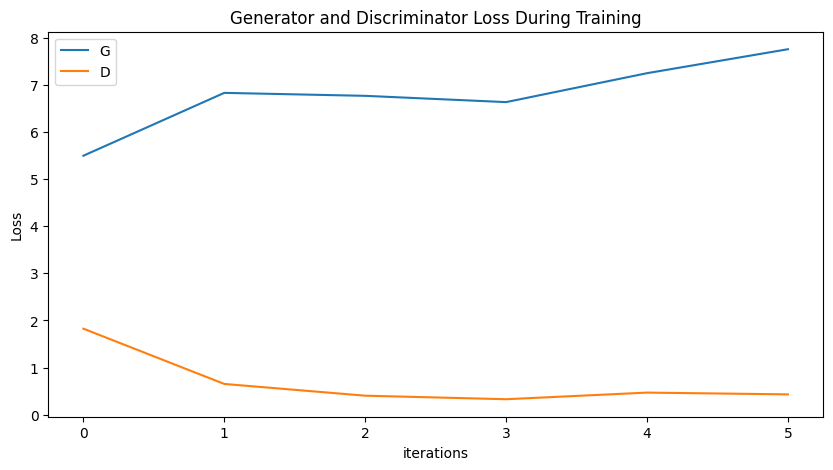 Generator and Discriminator Loss During Training
G
D
8
7
6
5
4
3
2
1
0
Loss
0 1 2 3 4 5
iterations